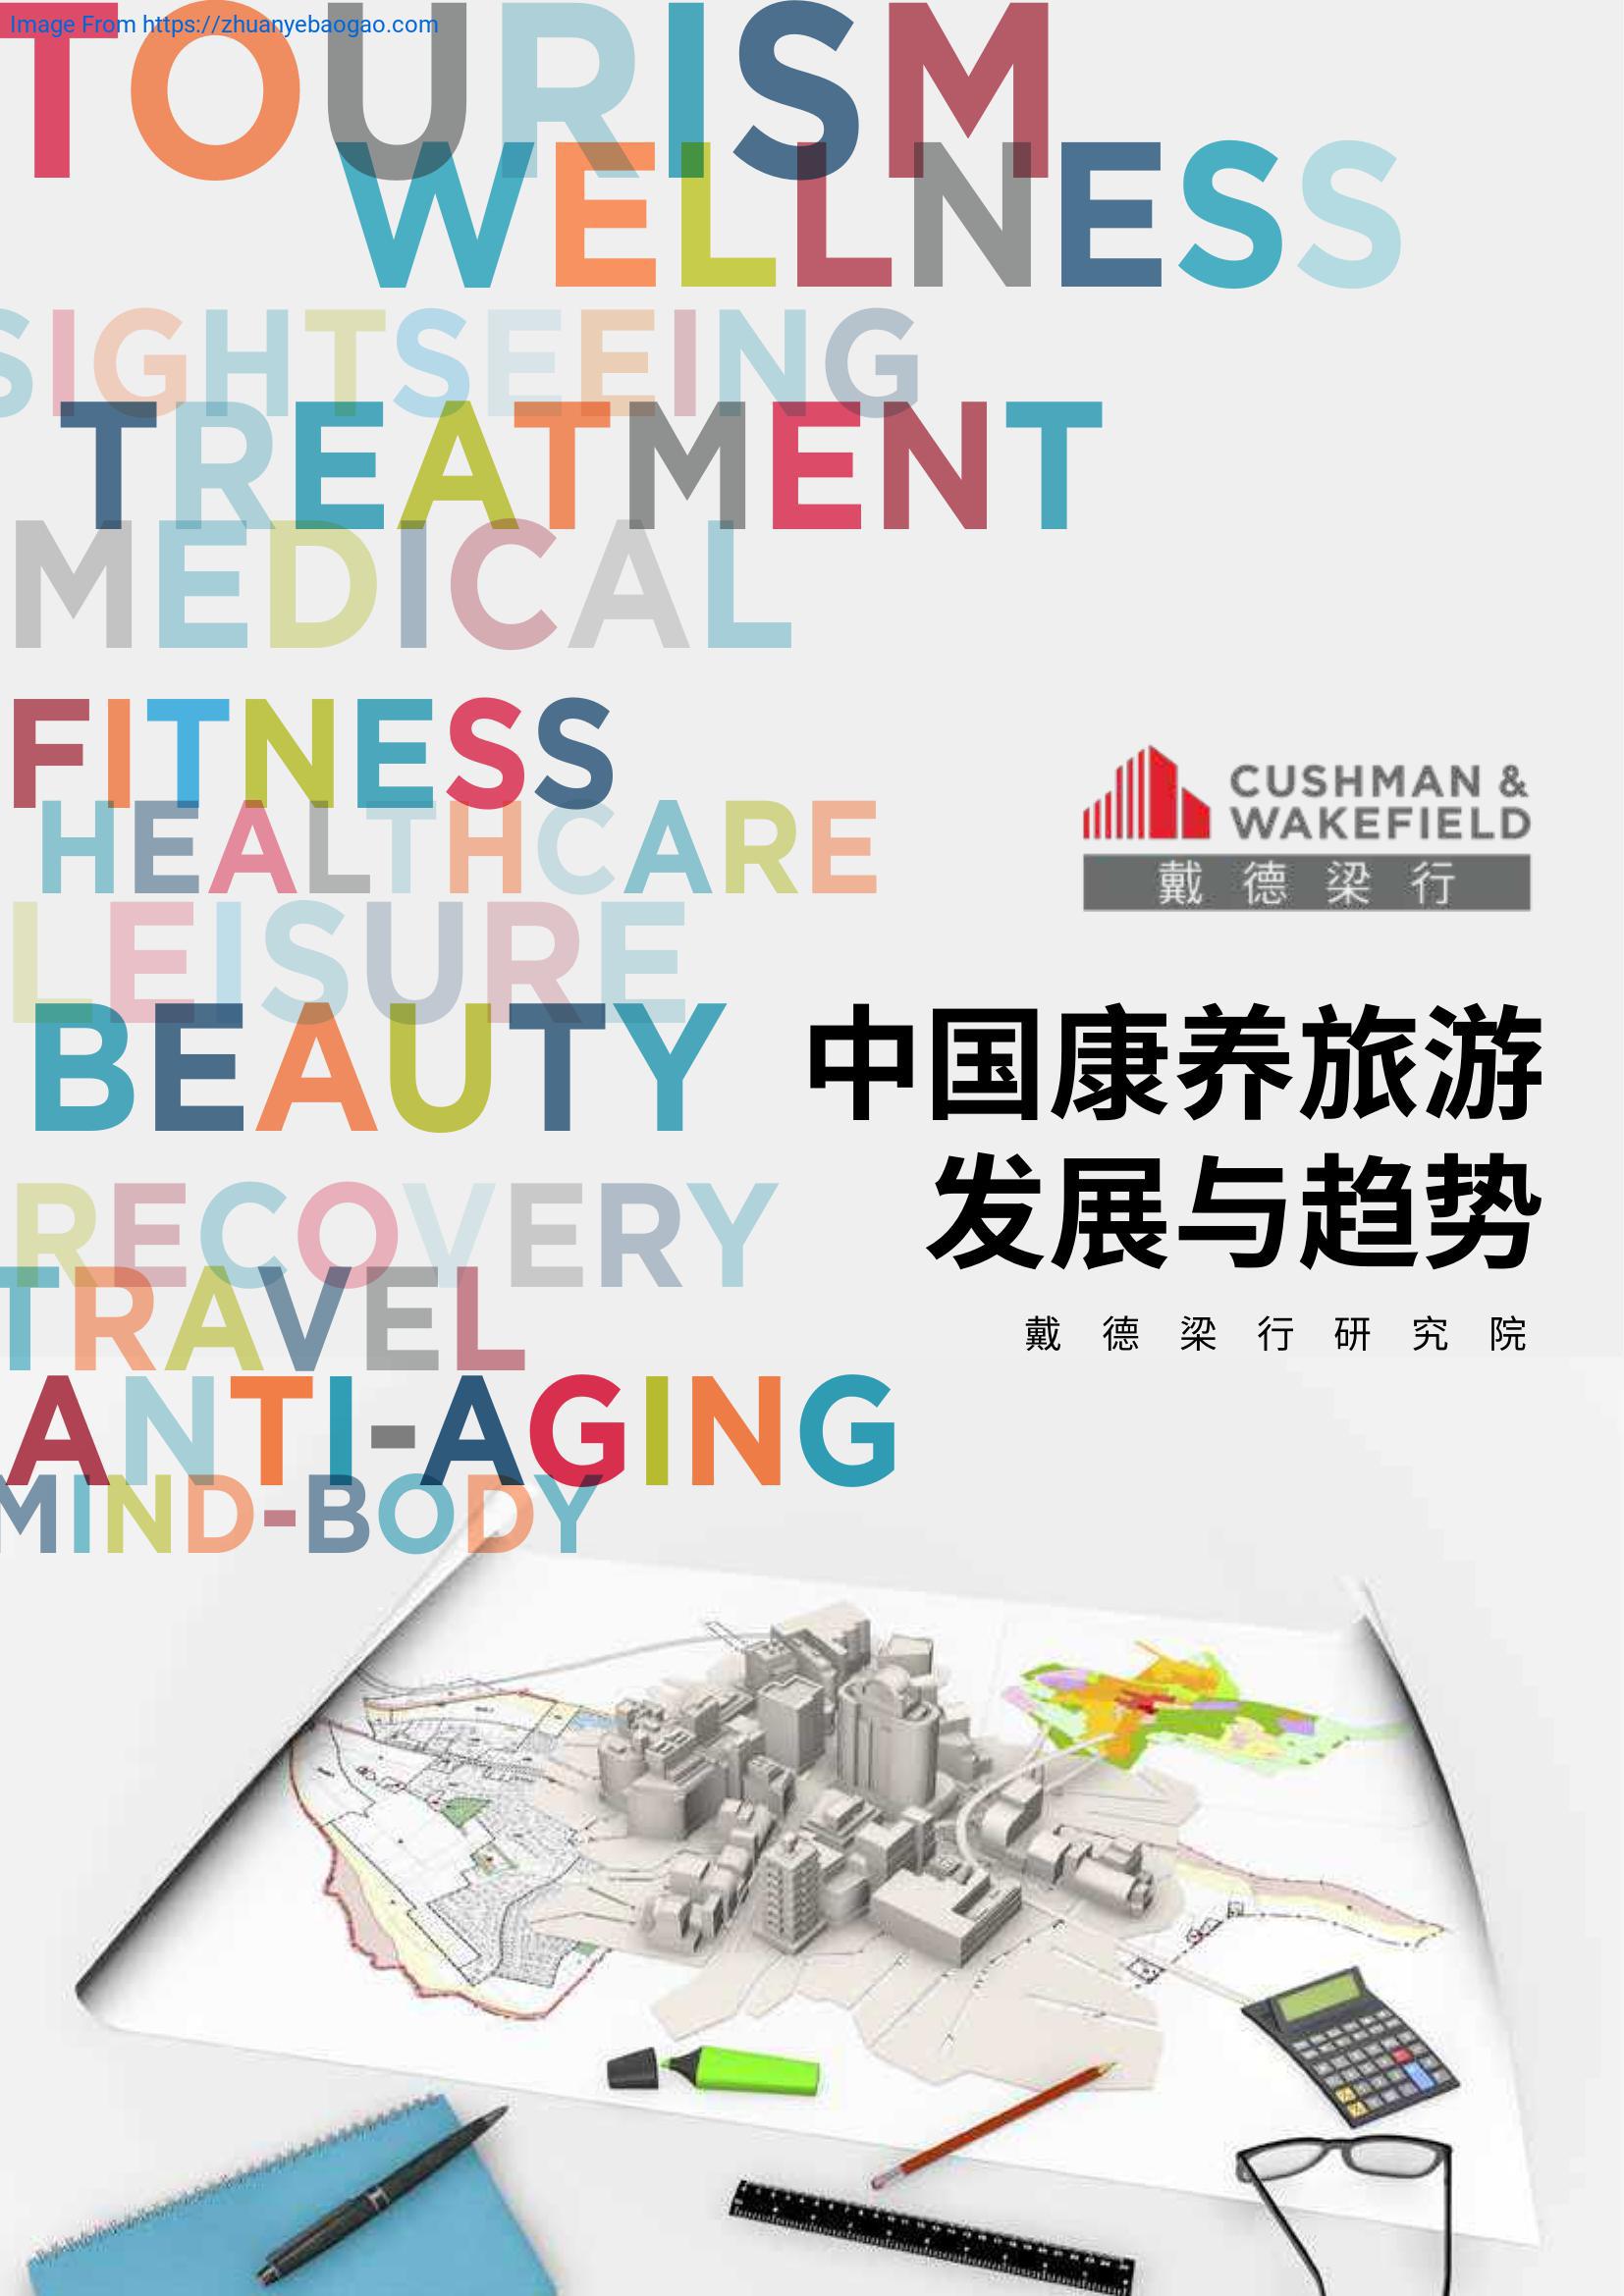 Image From https://zhuanyebaogao.com
TOURISM
WELLNESS
SIGHTSEEING
TREATMENT
MEDICAL
FITNESS
HEALTHCARE
LEISURE
BEAUTY
RECOVERY
TRAVEL
ANTI-AGING
MIND-BODY
CUSHMAN &
WAKEFIELD
戴德梁行
中国康养旅游
发展与趋势
戴德梁行研究院